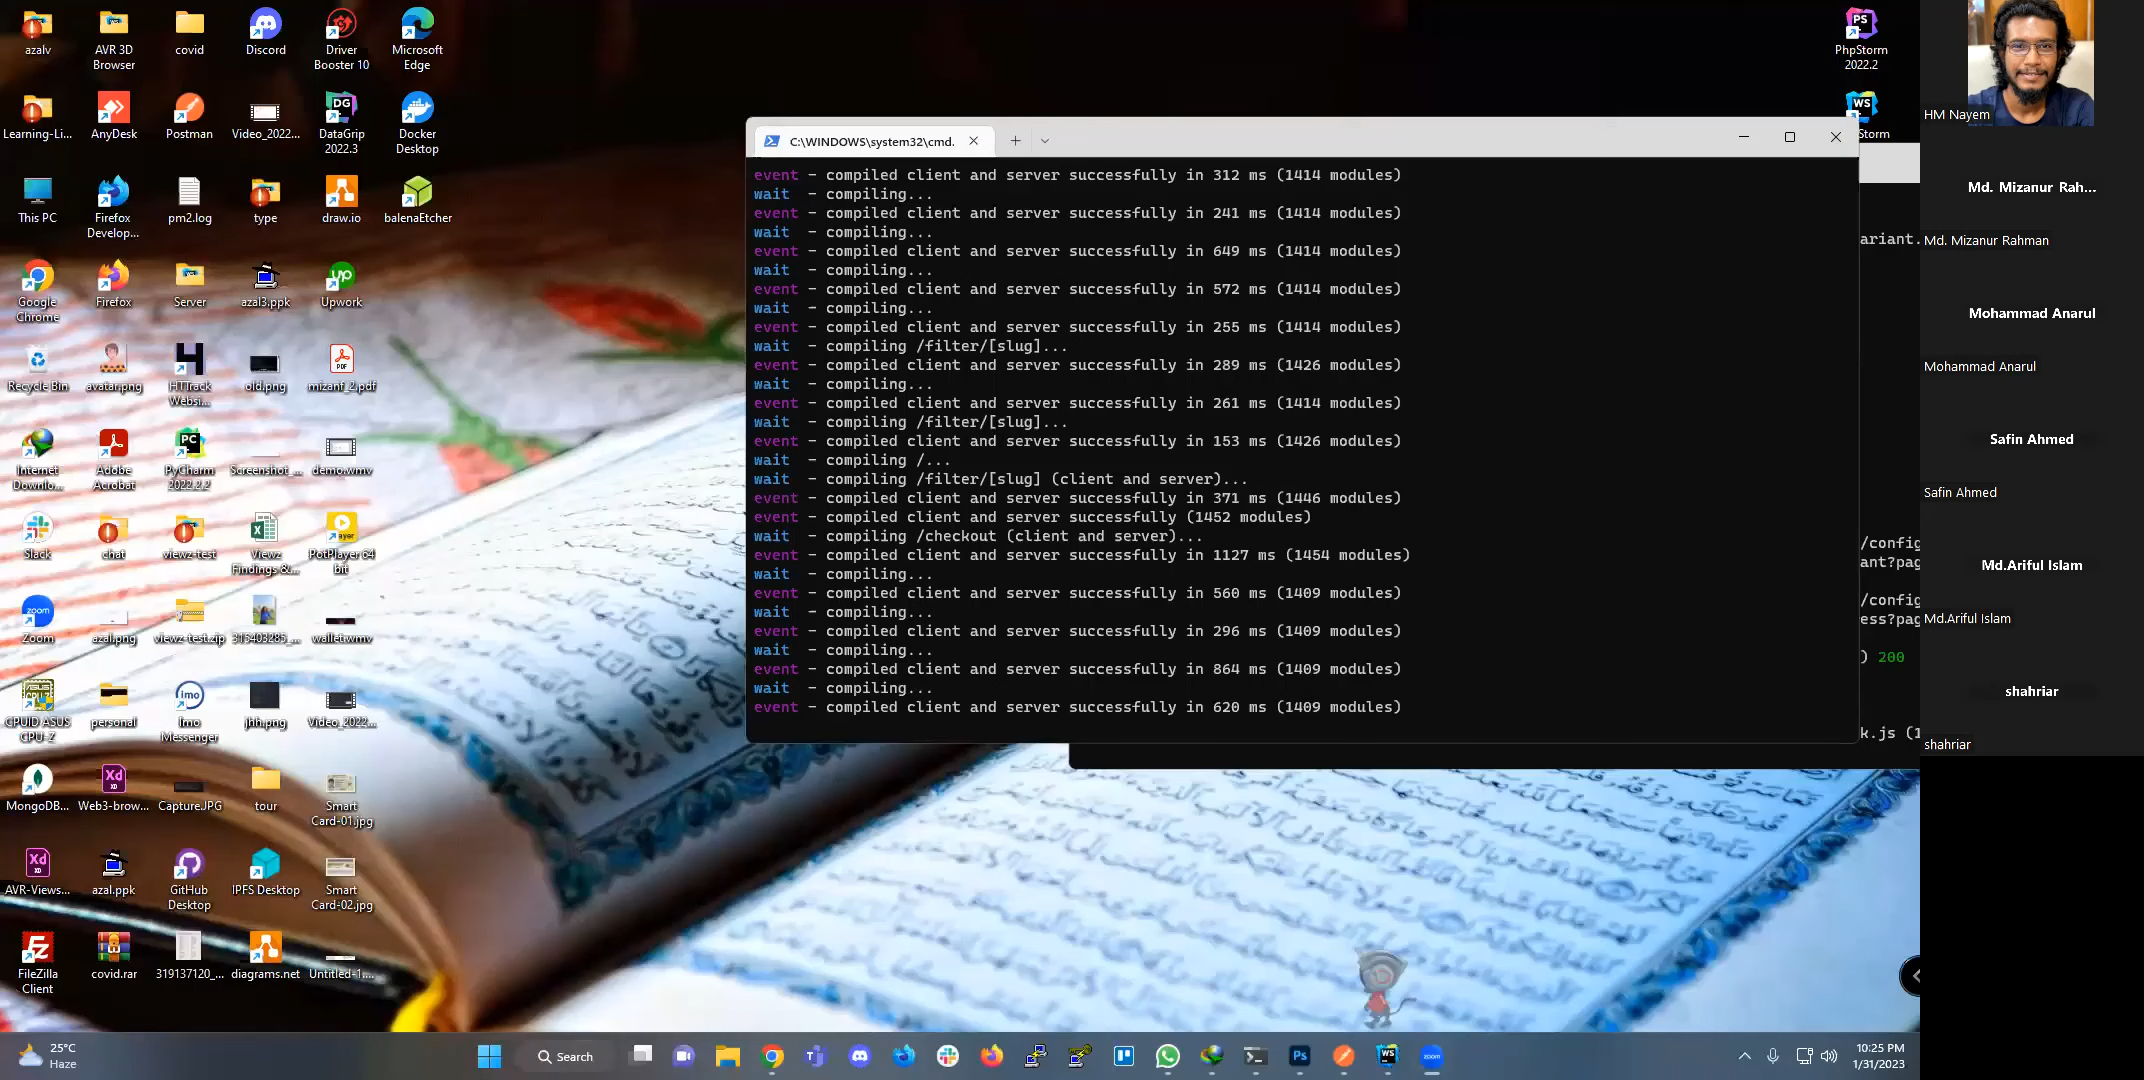 azalv
AVR 3D
Browser
covid
Discord
Driver
Booster 10
Microsoft
Edge
Learning-Li...
AnyDesk
Postman
Video_2022...
DataGrip
2022.3
Docker
Desktop
This PC
Firefox
Develop...
pm2.log
type
draw.io
balenaEtcher
Google
Chrome
Firefox
Server
azal3.ppk
Upwork
Recycle Bin
avatar.png
HTTrack
Websi...
old.png
mizanf_2.pdf
Internet
Downlo...
Adobe
Acrobat
PyCharm
2022.2.2
Screenshot_...
demo.wmv
Slack
chat
viewz-test
Viewz
Findings &...
PotPlayer 64
bit
Zoom
azal.png
viewz-test.zip
315403285_...
wallet.wmv
CPUID ASUS
CPU-Z
personal
Imo
Messenger
jhh.png
Video_2022...
MongoDB...
Web3-brow...
Capture.JPG
tour
Smart
Card-01.jpg
AVR-Views...
azal.ppk
GitHub
Desktop
IPFS Desktop
Smart
Card-02.jpg
FileZilla
Client
covid.rar
319137120_...
diagrams.net
Untitled-1....
PhpStorm
2022.2
Storm
C:\WINDOWS\system32\cmd.
event - compiled client and server successfully in 312 ms (1414 modules)
wait  - compiling...
event - compiled client and server successfully in 241 ms (1414 modules)
wait  - compiling...
event - compiled client and server successfully in 649 ms (1414 modules)
wait  - compiling...
event - compiled client and server successfully in 572 ms (1414 modules)
wait  - compiling...
event - compiled client and server successfully in 255 ms (1414 modules)
wait  - compiling /filter/[slug]...
event - compiled client and server successfully in 289 ms (1426 modules)
wait  - compiling...
event - compiled client and server successfully in 261 ms (1414 modules)
wait  - compiling /filter/[slug]...
event - compiled client and server successfully in 153 ms (1426 modules)
wait  - compiling /...
wait  - compiling /filter/[slug] (client and server)...
event - compiled client and server successfully in 371 ms (1446 modules)
event - compiled client and server successfully (1452 modules)
wait  - compiling /checkout (client and server)...
event - compiled client and server successfully in 1127 ms (1454 modules)
wait  - compiling...
event - compiled client and server successfully in 560 ms (1409 modules)
wait  - compiling...
event - compiled client and server successfully in 296 ms (1409 modules)
wait  - compiling...
event - compiled client and server successfully in 864 ms (1409 modules)
wait  - compiling...
event - compiled client and server successfully in 620 ms (1409 modules)
ariant.
/config
ant?pag
/config
ess?pag
) 200
k.js (1
HM Nayem
Md. Mizanur Rah...
Md. Mizanur Rahman
Mohammad Anarul
Mohammad Anarul
Safin Ahmed
Safin Ahmed
Md.Ariful Islam
Md.Ariful Islam
shahriar
shahriar
25°C
Haze
Search
10:25 PM
1/31/2023